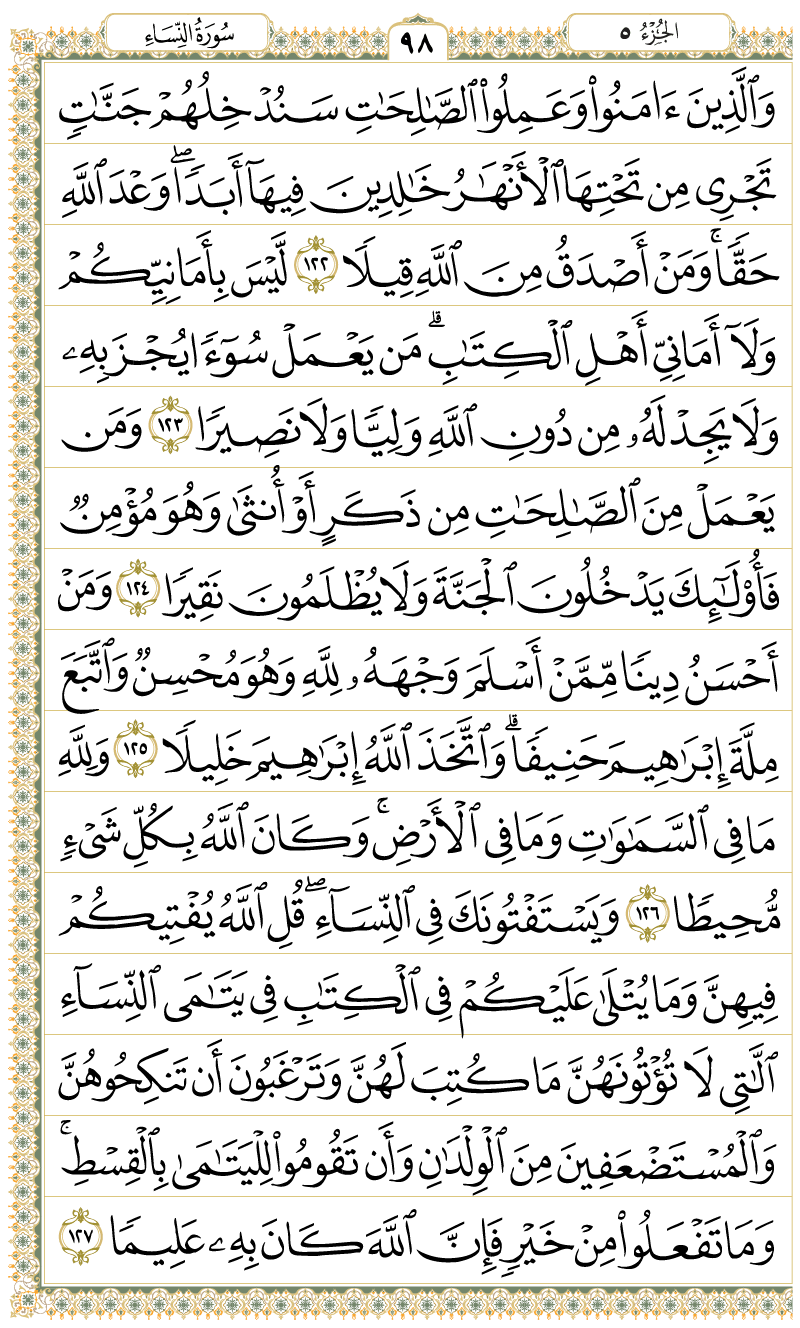 الجُزْءُ ٥
٩٨
سُورَةُ النِّسَاءِ
وَٱلَّذِينَ ءَامَنُوا۟ وَعَمِلُوا۟ ٱلصَّـٰلِحَـٰتِ سَنُدْخِلُهُمْ جَنَّـٰتٍ
تَجْرِى مِن تَحْتِهَا ٱلْأَنْهَـٰرُ خَـٰلِدِينَ فِيهَآ أَبَدًا ۖ وَعْدَ ٱللَّهِ
حَقًّا ۚ وَمَنْ أَصْدَقُ مِنَ ٱللَّهِ قِيلًا ١٢٢ لَّيْسَ بِأَمَانِيِّكُمْ
وَلَآ أَمَانِىِّ أَهْلِ ٱلْكِتَـٰبِ ۗ مَن يَعْمَلْ سُوٓءًا يُجْزَ بِهِۦ
وَلَا يَجِدْ لَهُۥ مِن دُونِ ٱللَّهِ وَلِيًّا وَلَا نَصِيرًا ١٢٣ وَمَن
يَعْمَلْ مِنَ ٱلصَّـٰلِحَـٰتِ مِن ذَكَرٍ أَوْ أُنثَىٰ وَهُوَ مُؤْمِنٌ
فَأُو۟لَـٰٓئِكَ يَدْخُلُونَ ٱلْجَنَّةَ وَلَا يُظْلَمُونَ نَقِيرًا ١٢٤ وَمَنْ
أَحْسَنُ دِينًا مِّمَّنْ أَسْلَمَ وَجْهَهُۥ لِلَّهِ وَهُوَ مُحْسِنٌ وَٱتَّبَعَ
مِلَّةَ إِبْرَٰهِيمَ حَنِيفًا ۗ وَٱتَّخَذَ ٱللَّهُ إِبْرَٰهِيمَ خَلِيلًا ١٢٥ وَلِلَّهِ
مَا فِى ٱلسَّمَـٰوَٰتِ وَمَا فِى ٱلْأَرْضِ ۚ وَكَانَ ٱللَّهُ بِكُلِّ شَىْءٍ
مُّحِيطًا ١٢٦ وَيَسْتَفْتُونَكَ فِى ٱلنِّسَآءِ ۖ قُلِ ٱللَّهُ يُفْتِيكُمْ
فِيهِنَّ وَمَا يُتْلَىٰ عَلَيْكُمْ فِى ٱلْكِتَـٰبِ فِى يَتَـٰمَى ٱلنِّسَآءِ
ٱلَّـٰتِى لَا تُؤْتُونَهُنَّ مَا كُتِبَ لَهُنَّ وَتَرْغَبُونَ أَن تَنكِحُوهُنَّ
وَٱلْمُسْتَضْعَفِينَ مِنَ ٱلْوِلْدَٰنِ وَأَن تَقُومُوا۟ لِلْيَتَـٰمَىٰ بِٱلْقِسْطِ ۚ
وَمَا تَفْعَلُوا۟ مِنْ خَيْرٍ فَإِنَّ ٱللَّهَ كَانَ بِهِۦ عَلِيمًا ١٢٧